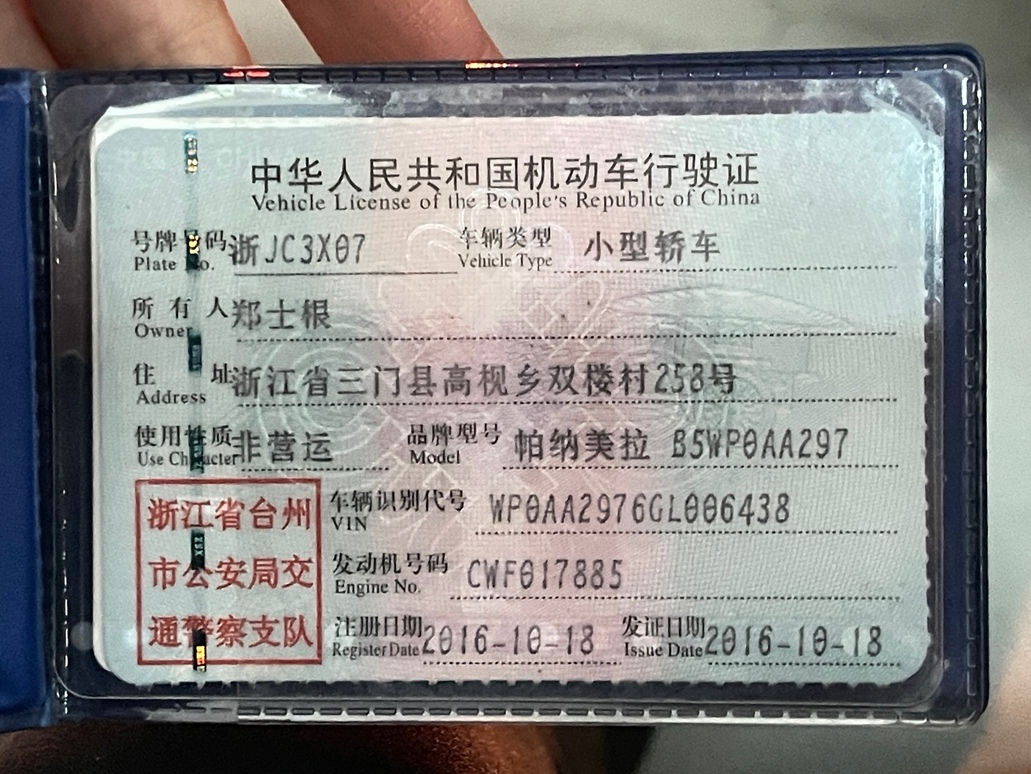 中华人民共和国机动车行驶证
Vehicle License of the People's Republic of China
号牌号码 浙JC3X07 车辆类型 小型轿车
Plate No. Vehicle Type
所有人 郑士根
Owner
住址 浙江省三门县高枧乡双楼村258号
Address
使用性质 非营运 品牌型号 帕纳美拉 B5WP0AA297
Use Character Model
浙江省台州
市公安局交
通警察支队
车辆识别代号 WP0AA2976GL006438
VIN
发动机号码 CWF017885
Engine No.
注册日期 2016-10-18 发证日期 2016-10-18
Register Date Issue Date